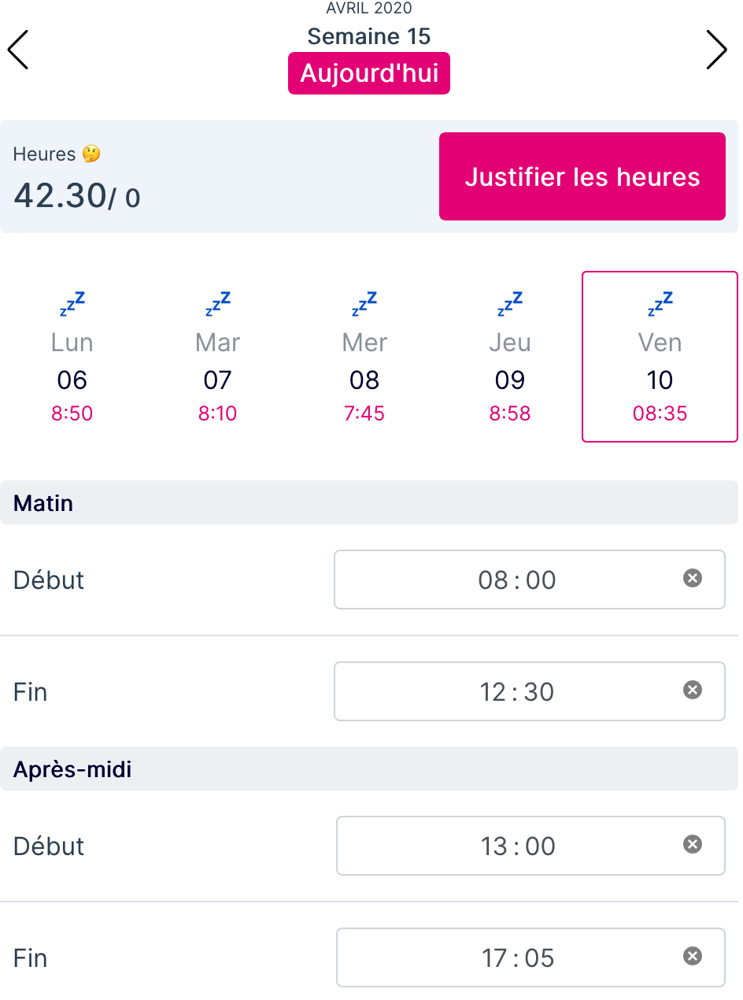 AVRIL 2020
Semaine 15
Aujourd'hui
Heures 🤔
42.30/ 0
Justifier les heures
Lun Mar Mer Jeu Ven
06 07 08 09 10
8:50 8:10 7:45 8:58 08:35
Matin
Début 08:00
Fin 12:30
Après-midi
Début 13:00
Fin 17:05